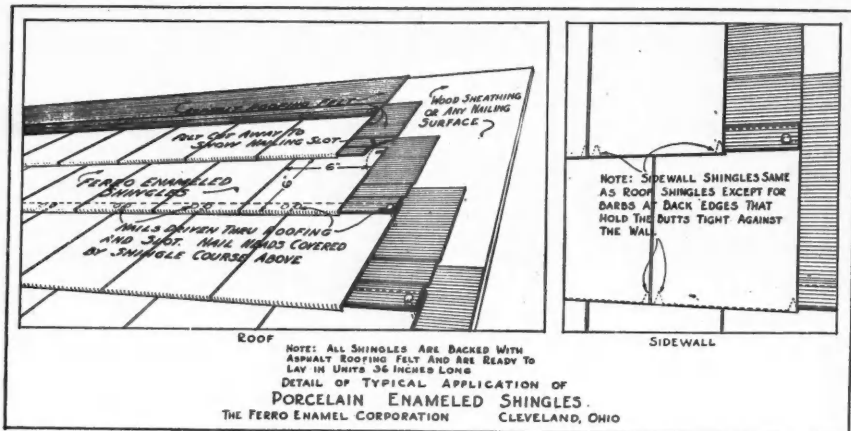 ASPHALT ROOFING FELT
WOOD SHEATHING
OR ANY NAILING
SURFACE
FELT CUT AWAY TO
SHOW NAILING SLOT
6"
6"
FERRO ENAMELED
SHINGLES
NAILS DRIVEN THRU ROOFING
AND SLOT. NAIL HEADS COVERED
BY SHINGLE COURSE ABOVE
ROOF
NOTE: ALL SHINGLES ARE BACKED WITH
ASPHALT ROOFING FELT AND ARE READY TO
LAY IN UNITS 36 INCHES LONG
NOTE: SIDEWALL SHINGLES SAME
AS ROOF SHINGLES EXCEPT FOR
BARBS AT BACK EDGES THAT
HOLD THE BUTTS TIGHT AGAINST
THE WALL
SIDEWALL
DETAIL OF TYPICAL APPLICATION OF
PORCELAIN ENAMELED SHINGLES.
THE FERRO ENAMEL CORPORATION CLEVELAND, OHIO